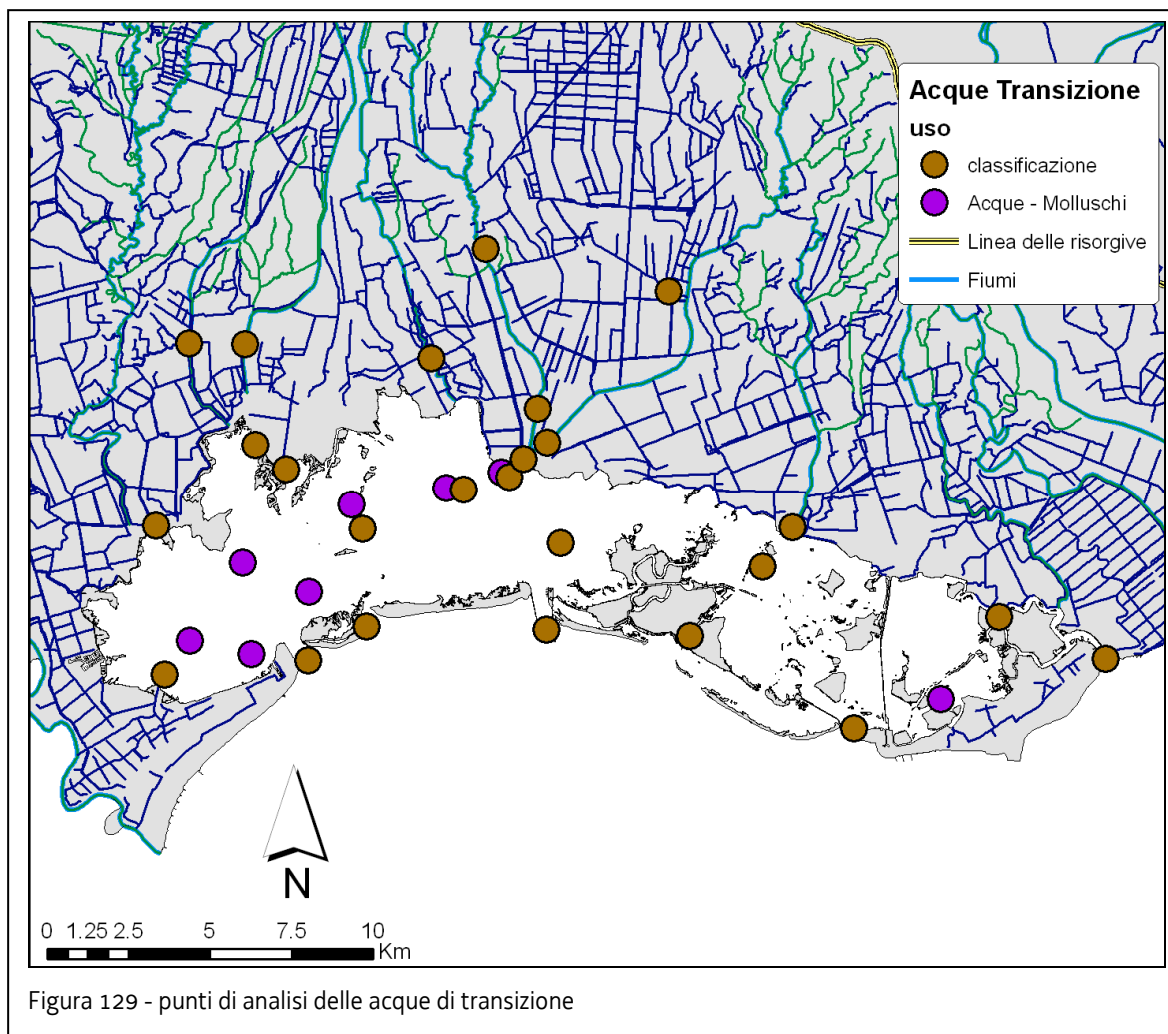 Acque Transizione
uso
classificazione
Acque - Molluschi
Linea delle risorgive
Fiumi
N
0 1.25 2.5 5 7.5 10
Km
Figura 129 - punti di analisi delle acque di transizione